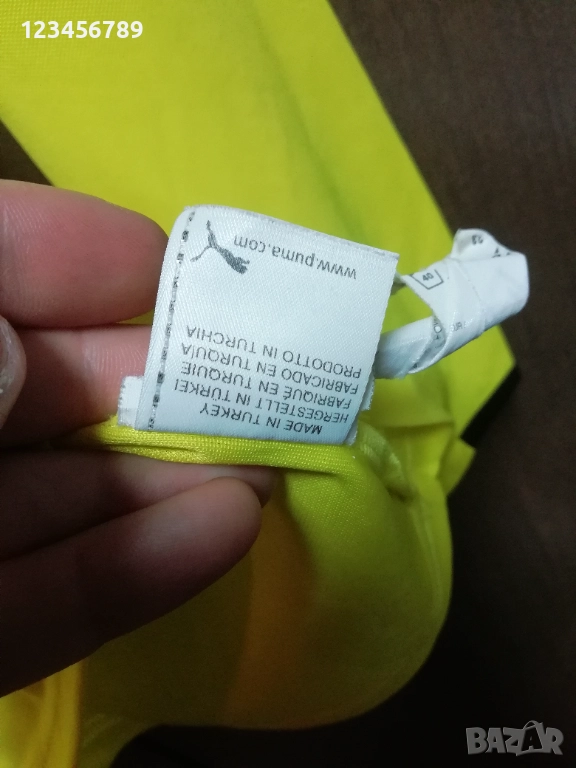 123456789
www.puma.com
MADE IN TURKEY
HERGESTELLT IN TÜRKEI
FABRIQUÉ EN TURQUIE
FABRICADO EN TURQUÍA
PRODOTTO IN TURCHIA
40
BAZAR